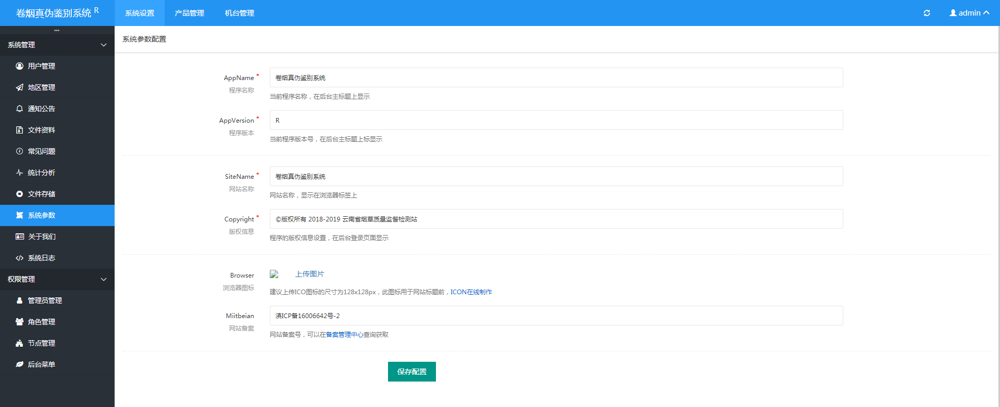 卷烟真伪鉴别系统 R
系统设置 产品管理 机台管理
admin
系统管理
用户管理
地区管理
通知公告
文件资料
常见问题
统计分析
文件存储
系统参数
关于我们
系统日志
权限管理
管理员管理
角色管理
节点管理
后台菜单
系统参数配置
AppName * 卷烟真伪鉴别系统
程序名称
当前程序名称，在后台主标题上显示
AppVersion * R
程序版本
当前程序版本号，在后台主标题上标显示
SiteName * 卷烟真伪鉴别系统
网站名称
网站名称，显示在浏览器标签上
Copyright * ©版权所有 2018-2019 云南省烟草质量监督检测站
版权信息
程序的版权信息设置，在后台登录页面显示
Browser 上传图片
浏览器图标
建议上传ICO图标的尺寸为128x128px，此图标用于网站标题前，ICON在线制作
Miitbeian 滇ICP备16006642号-2
网站备案
网站备案号，可以在备案管理中心查询获取
保存配置